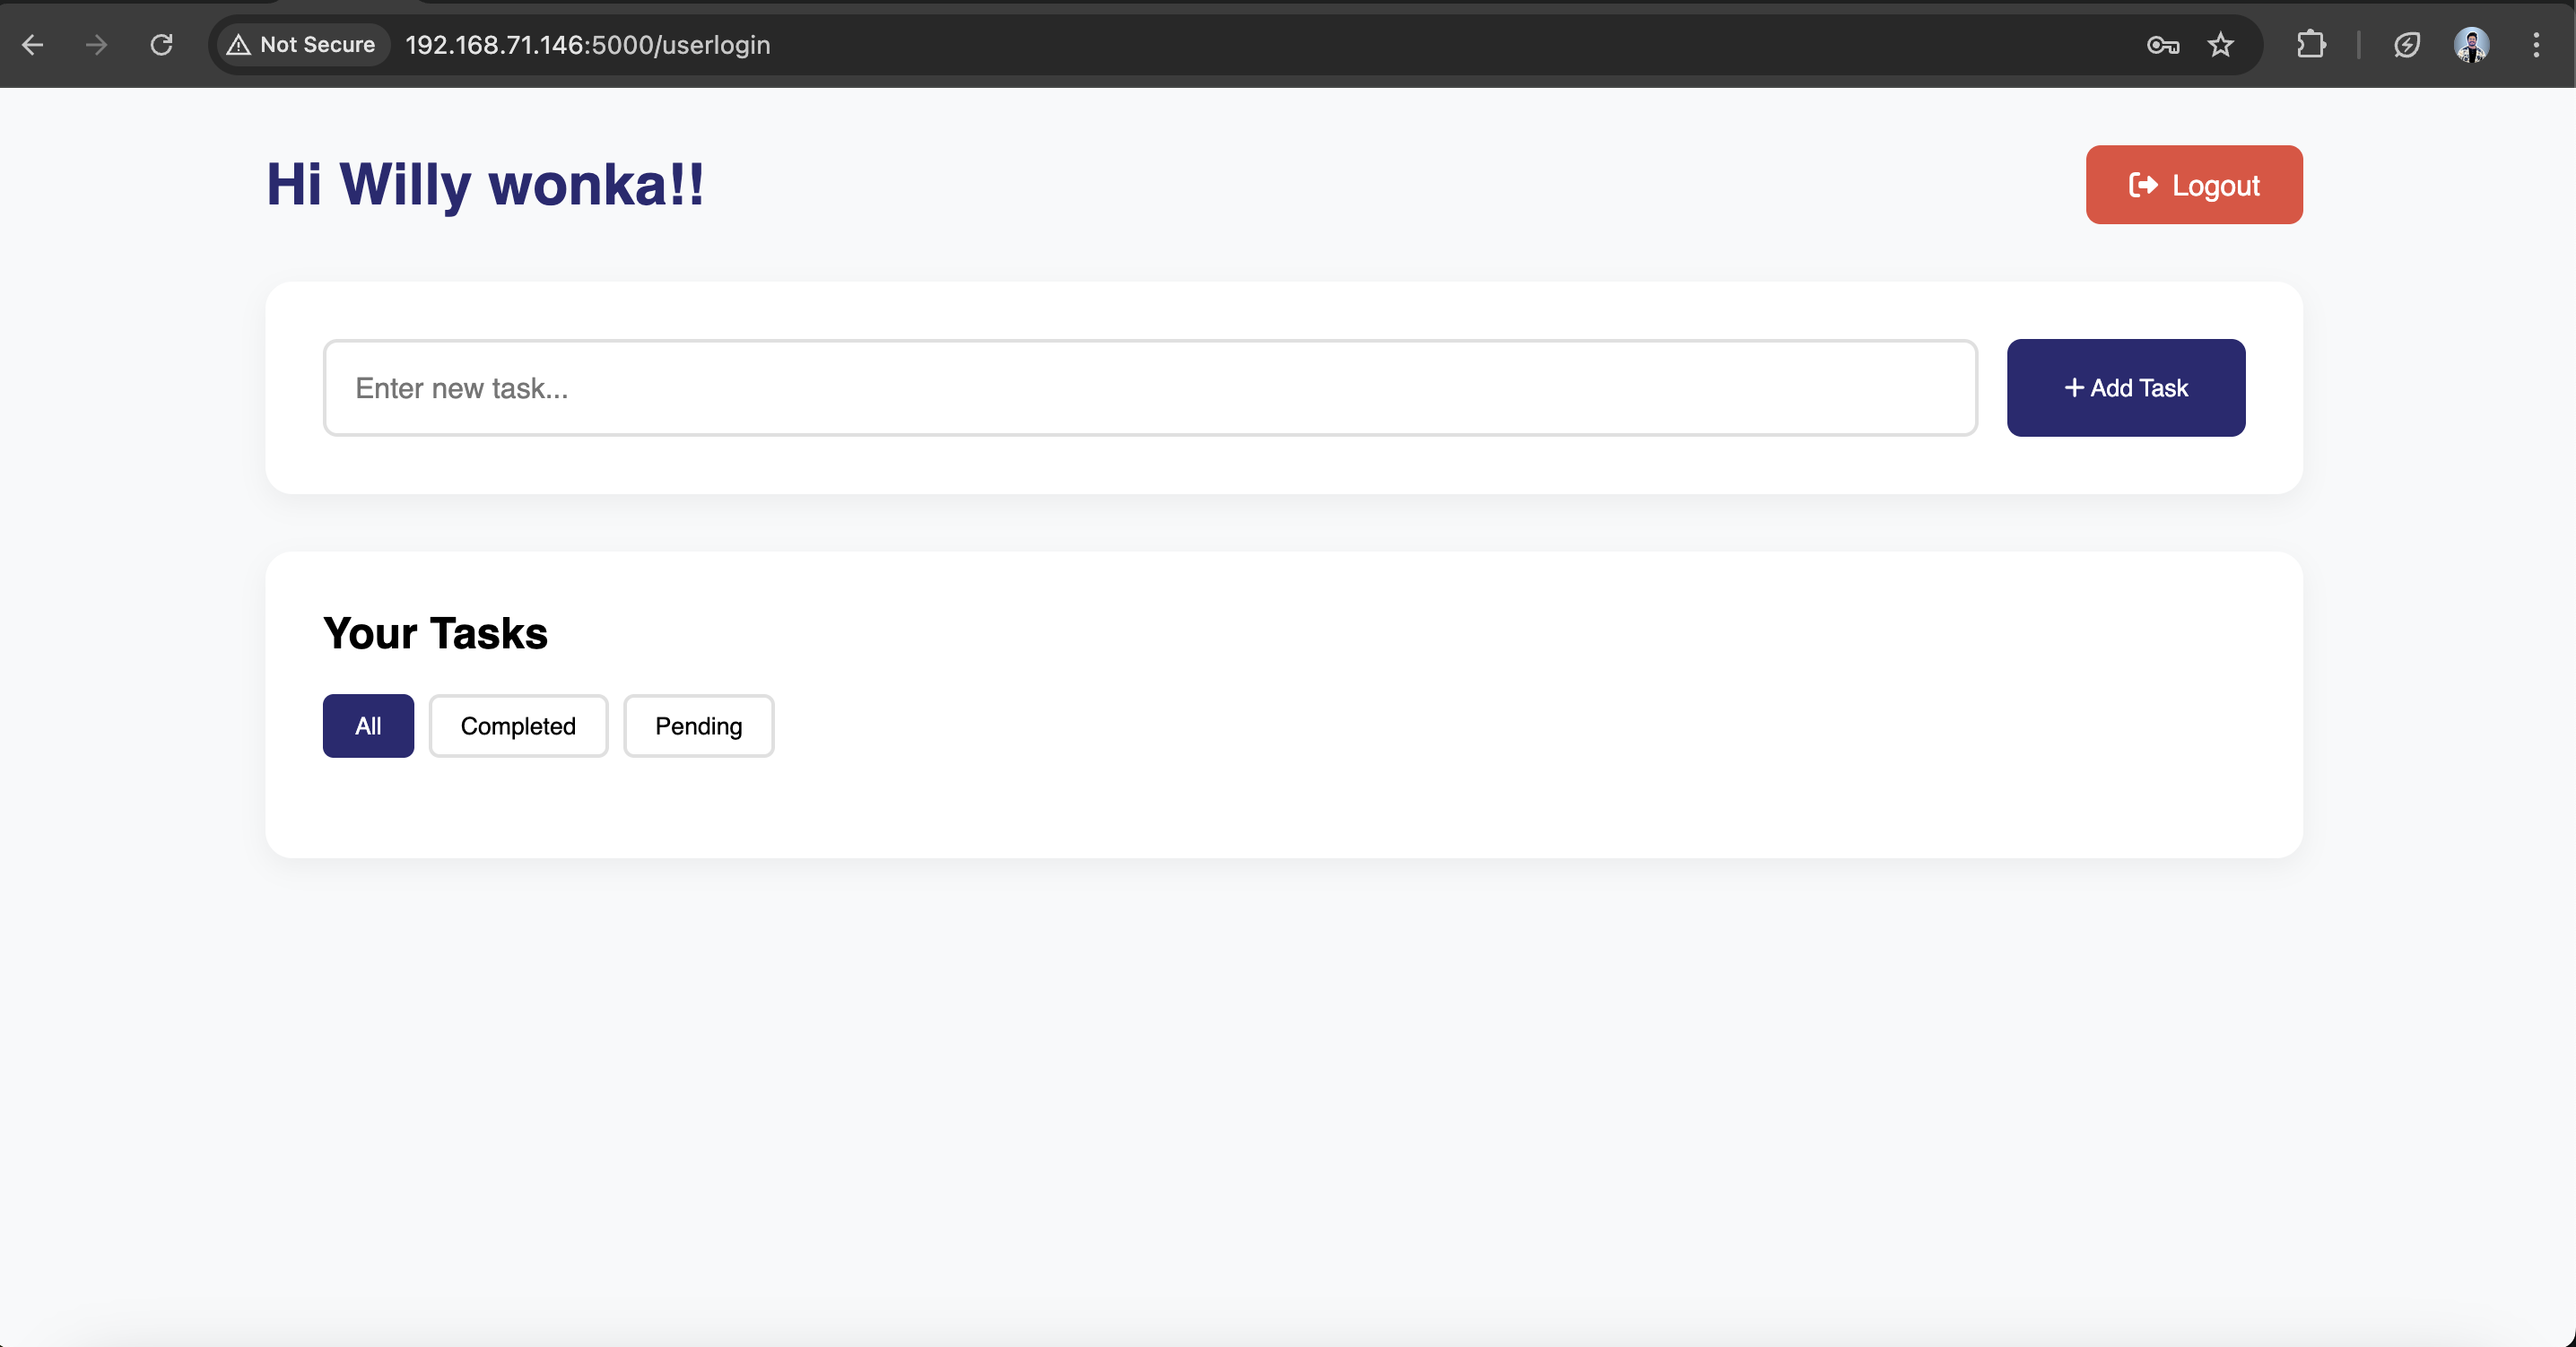 Not Secure 192.168.71.146:5000/userlogin
Hi Willy wonka!!
Logout
Enter new task...
+ Add Task
Your Tasks
All Completed Pending